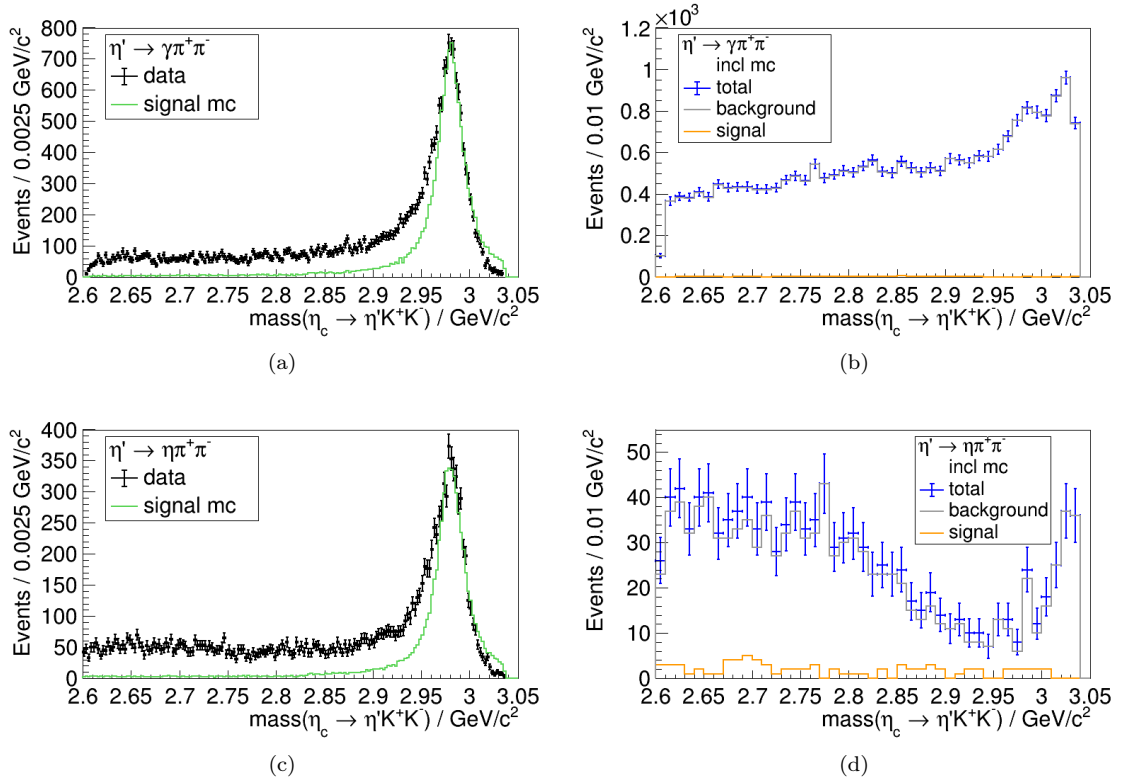 Events / 0.0025 GeV/c²
800
700
600
500
400
300
200
100
0
η' → γπ⁺π⁻
data
signal mc
2.6 2.65 2.7 2.75 2.8 2.85 2.9 2.95 3 3.05
mass(η_c → η'K⁺K⁻) / GeV/c²
(a)
Events / 0.01 GeV/c²
×10³
1.2
1
0.8
0.6
0.4
0.2
0
η' → γπ⁺π⁻
incl mc
total
background
signal
2.6 2.65 2.7 2.75 2.8 2.85 2.9 2.95 3 3.05
mass(η_c → η'K⁺K⁻) / GeV/c²
(b)
Events / 0.0025 GeV/c²
400
350
300
250
200
150
100
50
0
η' → ηπ⁺π⁻
data
signal mc
2.6 2.65 2.7 2.75 2.8 2.85 2.9 2.95 3 3.05
mass(η_c → η'K⁺K⁻) / GeV/c²
(c)
Events / 0.01 GeV/c²
50
40
30
20
10
0
η' → ηπ⁺π⁻
incl mc
total
background
signal
2.6 2.65 2.7 2.75 2.8 2.85 2.9 2.95 3 3.05
mass(η_c → η'K⁺K⁻) / GeV/c²
(d)